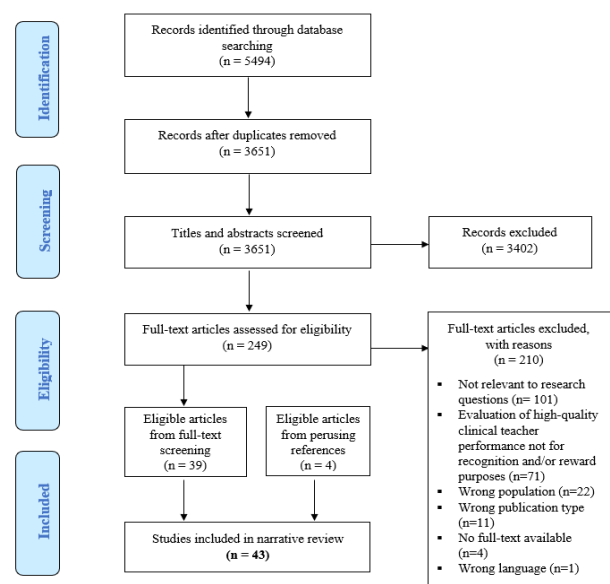 Identification
Records identified through database
searching
(n = 5494)
Records after duplicates removed
(n = 3651)
Screening
Titles and abstracts screened
(n = 3651)
Records excluded
(n = 3402)
Eligibility
Full-text articles assessed for eligibility
(n = 249)
Full-text articles excluded,
with reasons
(n = 210)
▪ Not relevant to research
questions (n= 101)
▪ Evaluation of high-quality
clinical teacher
performance not for
recognition and/or reward
purposes (n=71)
▪ Wrong population (n=22)
▪ Wrong publication type
(n=11)
▪ No full-text available
(n=4)
▪ Wrong language (n=1)
Eligible articles
from full-text
screening
(n = 39)
Eligible articles
from perusing
references
(n = 4)
Included
Studies included in narrative review
(n = 43)